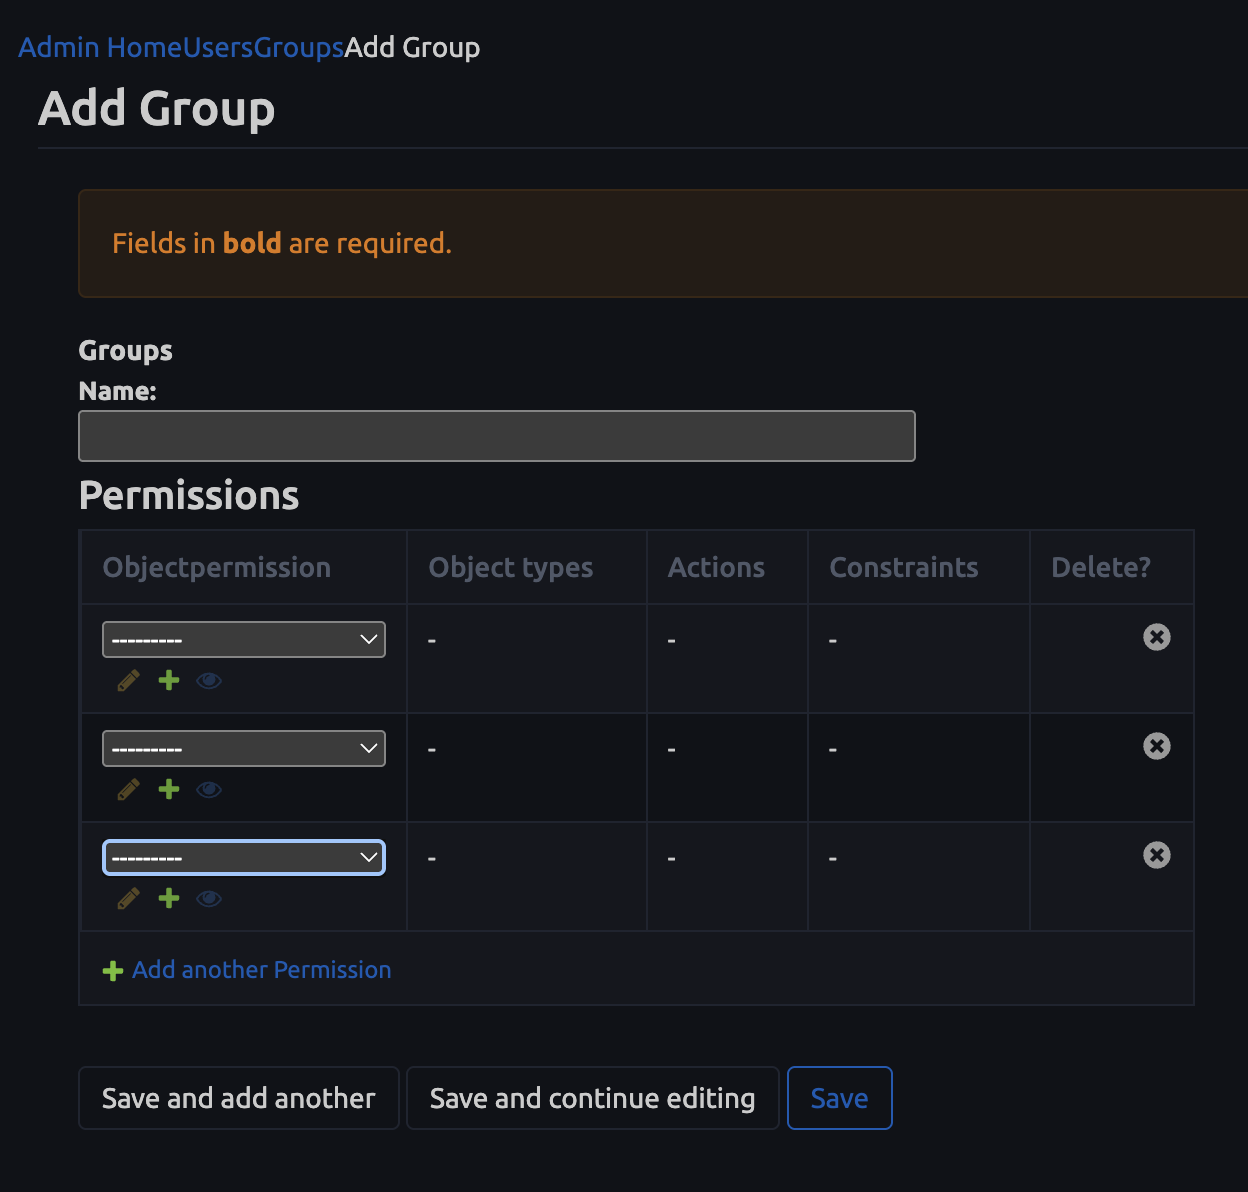 Admin HomeUsersGroupsAdd Group
Add Group
Fields in bold are required.
Groups
Name:
Permissions
Objectpermission Object types Actions Constraints Delete?
--------- - - -
--------- - - -
--------- - - -
Add another Permission
Save and add another Save and continue editing Save